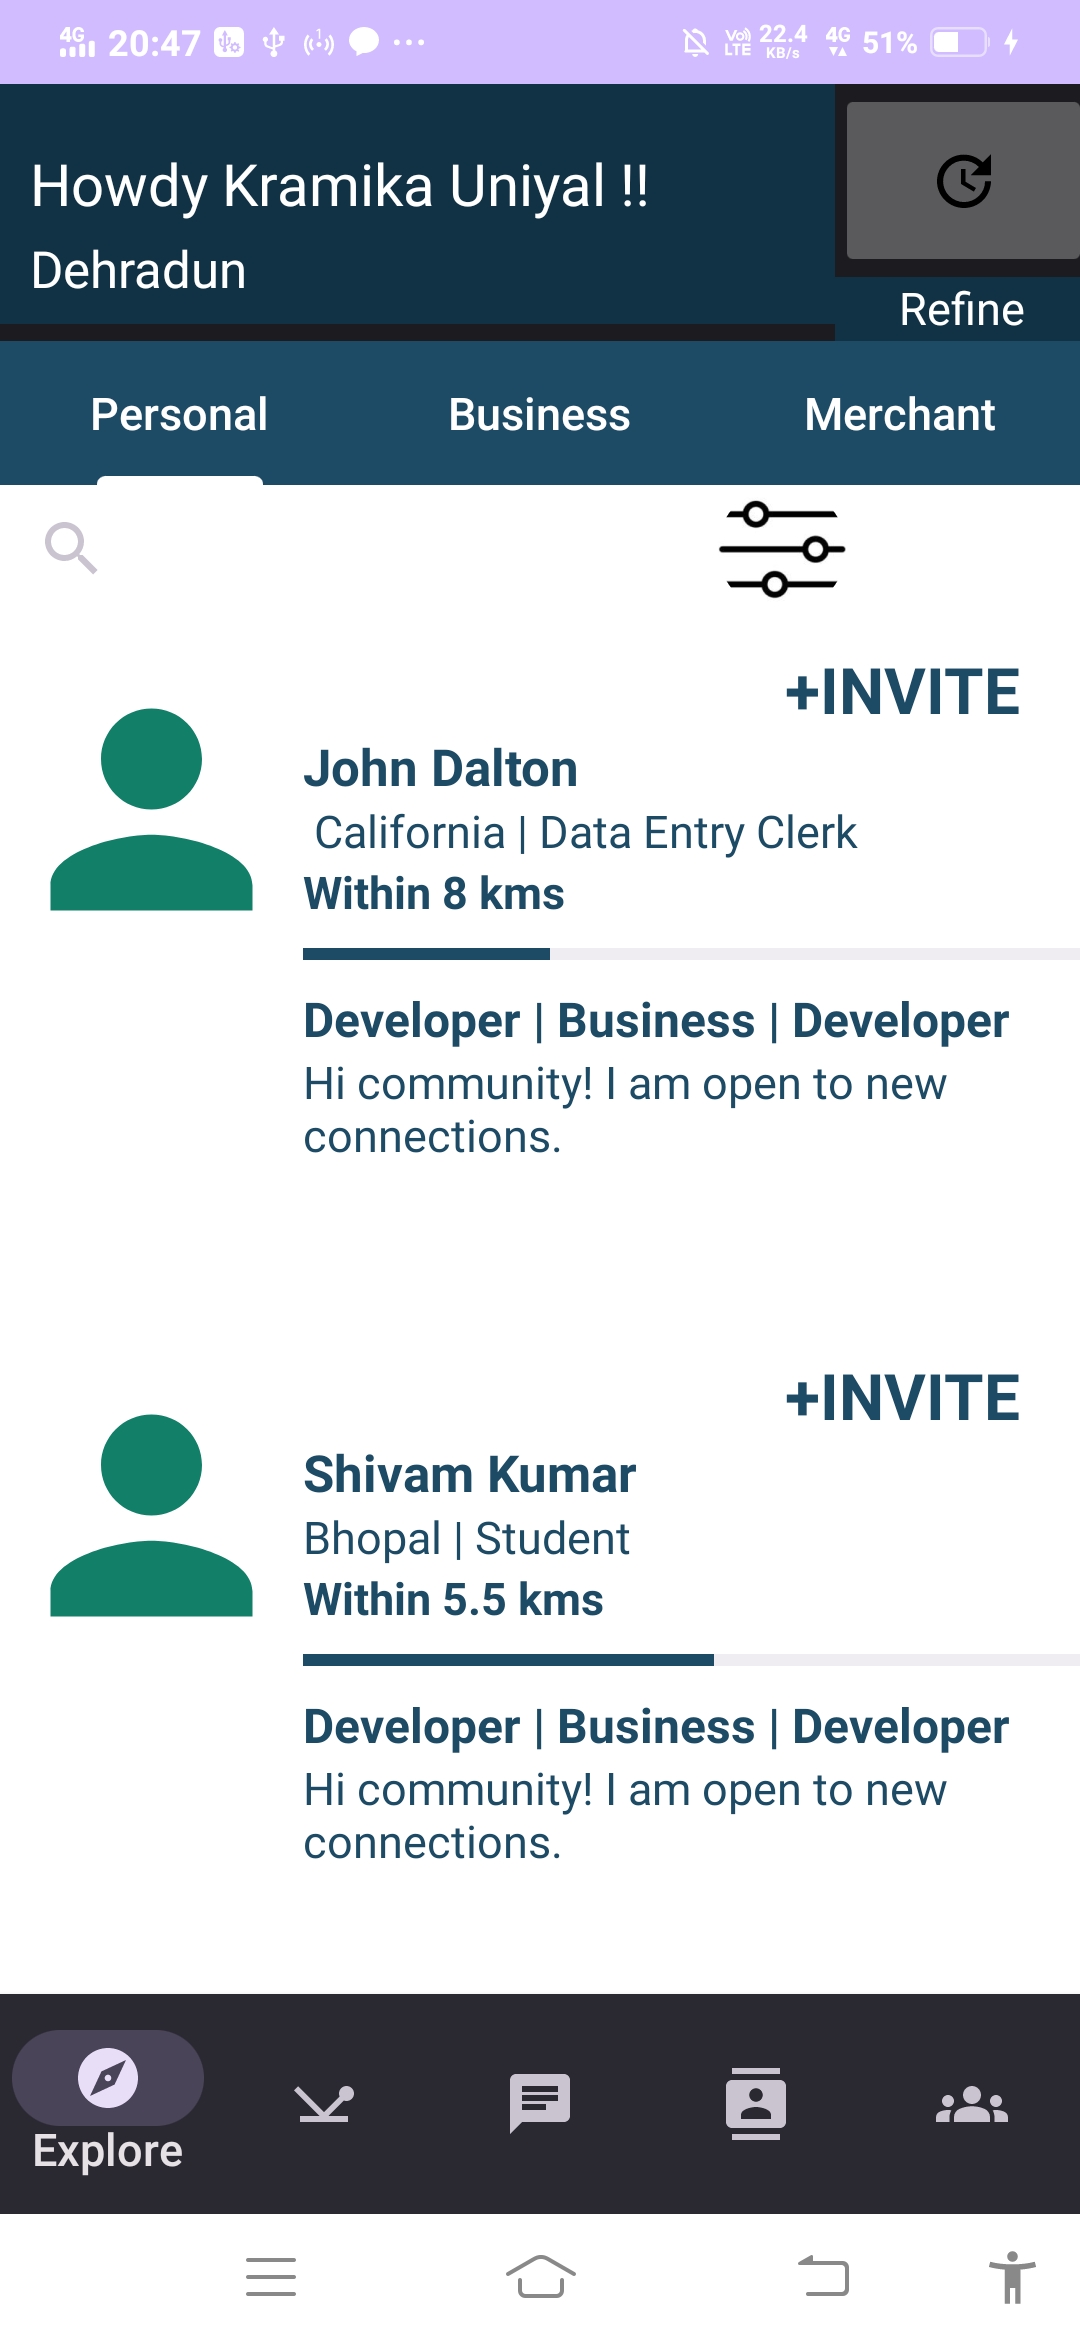 4G 20:47 Vo) LTE 22.4 KB/s 4G 51%
Howdy Kramika Uniyal !!
Dehradun
Refine
Personal Business Merchant
+INVITE
John Dalton
California | Data Entry Clerk
Within 8 kms
Developer | Business | Developer
Hi community! I am open to new
connections.
+INVITE
Shivam Kumar
Bhopal | Student
Within 5.5 kms
Developer | Business | Developer
Hi community! I am open to new
connections.
Explore